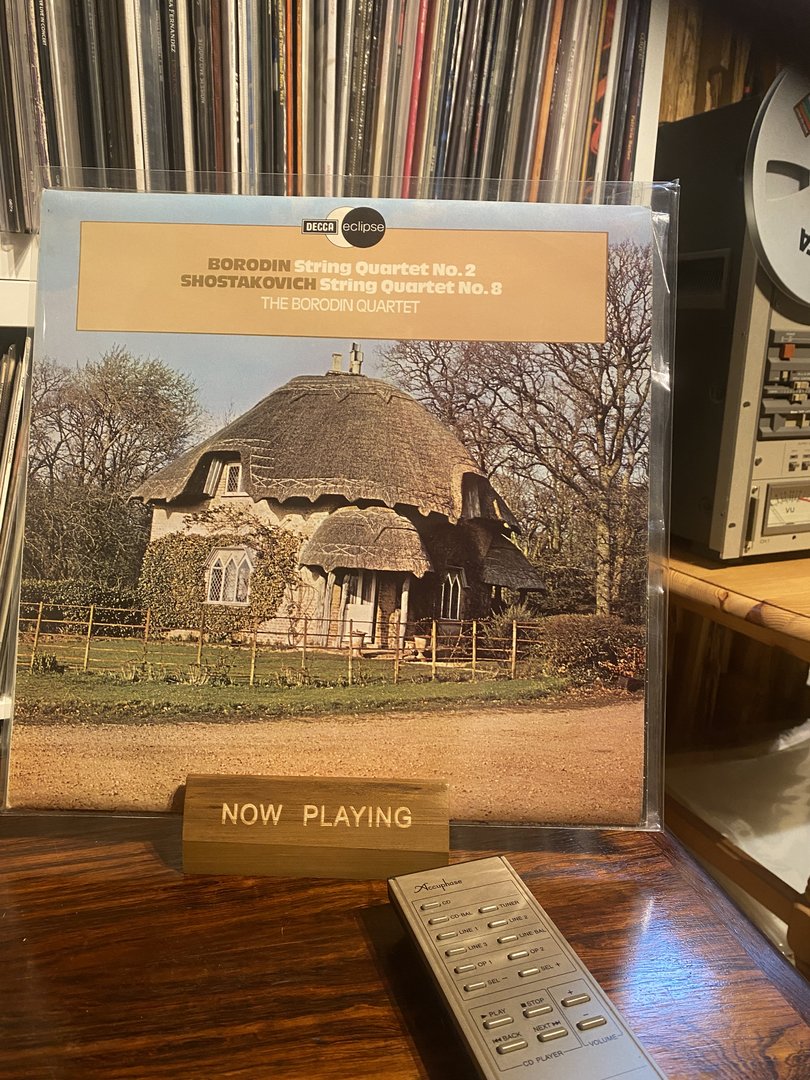 DECCA eclipse
BORODIN String Quartet No. 2
SHOSTAKOVICH String Quartet No. 8
THE BORODIN QUARTET
VU
NOW PLAYING
Accuphase
CD
CD-BAL TUNER
LINE 1 LINE 2
LINE 3 LINE-BAL
OP 1 OP 2
SEL – SEL +
▶ PLAY ■ STOP +
⏮ BACK NEXT ⏭ –
CD PLAYER VOLUME